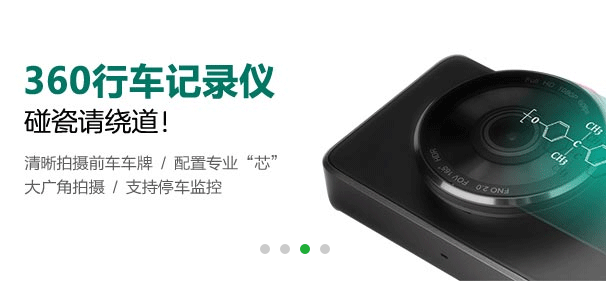 360行车记录仪
碰瓷请绕道!
清晰拍摄前车车牌 / 配置专业“芯”
大广角拍摄 / 支持停车监控
Full HD 1080P
FNO 2.0 FOV 165° HDR
CH₃
CH₃
O